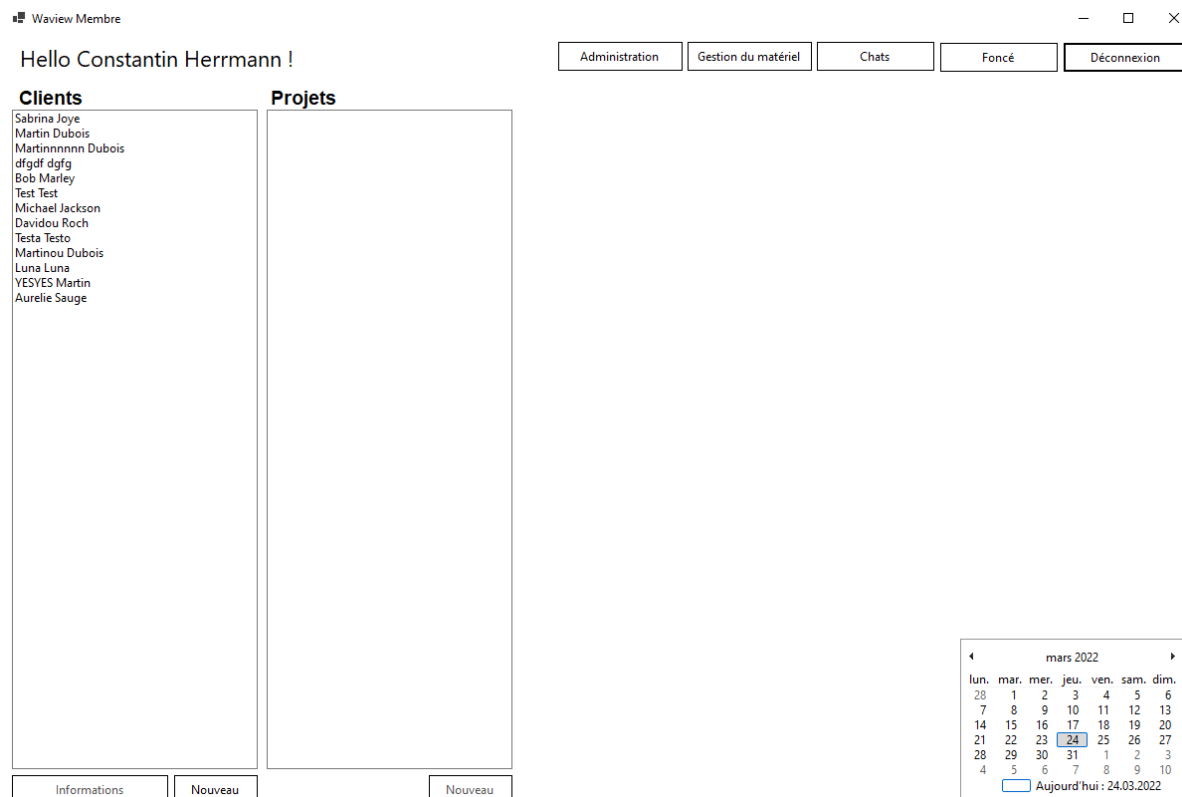 Waview Membre
Hello Constantin Herrmann !
Administration
Gestion du matériel
Chats
Foncé
Déconnexion
Clients
Sabrina Joye
Martin Dubois
Martinnnnnn Dubois
dfgdf dgfg
Bob Marley
Test Test
Michael Jackson
Davidou Roch
Testa Testo
Martinou Dubois
Luna Luna
YESYES Martin
Aurelie Sauge
Informations
Nouveau
Projets
Nouveau
mars 2022
lun. mar. mer. jeu. ven. sam. dim.
28 1 2 3 4 5 6
7 8 9 10 11 12 13
14 15 16 17 18 19 20
21 22 23 24 25 26 27
28 29 30 31 1 2 3
4 5 6 7 8 9 10
Aujourd'hui : 24.03.2022